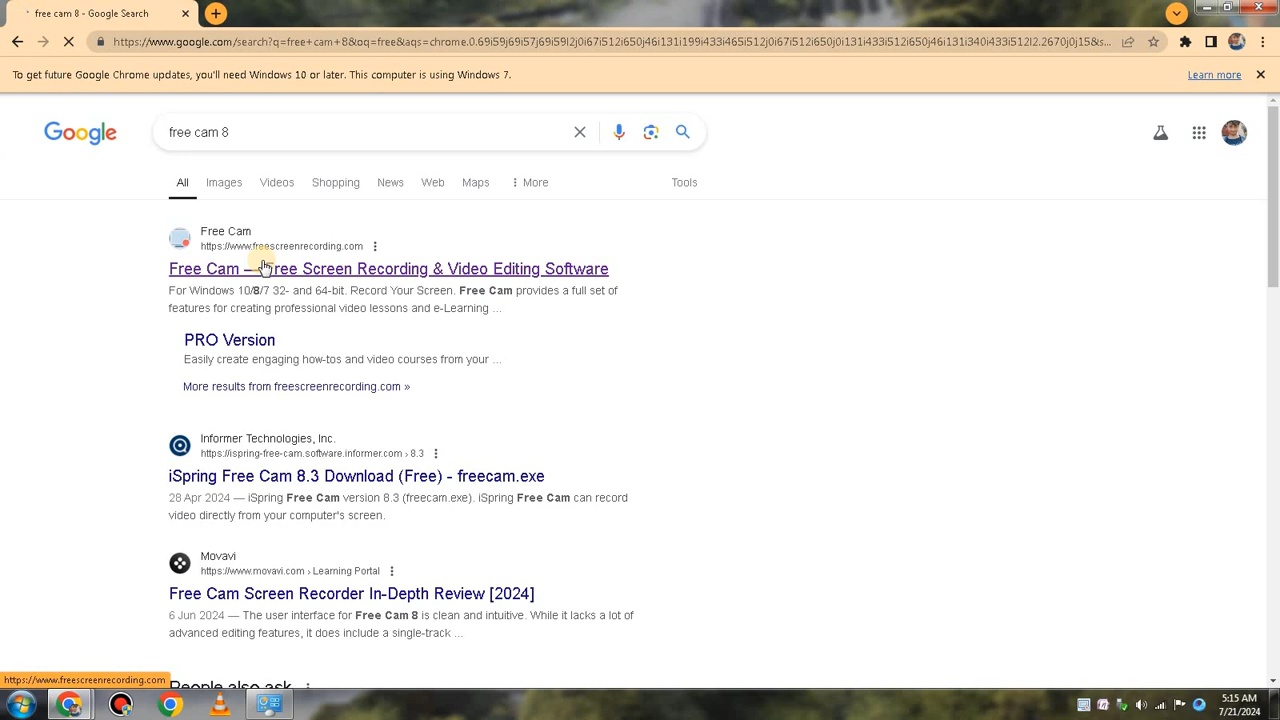 free cam 8 - Google Search
https://www.google.com/search?q=free+cam+8&oq=free&aqs=chrome.0.0i59j69i57j69i59l2j0i67i512i650j46i131i199i433i465i512j0i67i512i650j0i131i433i512i650j46i131i340i433i512l2.2670j0j15&s...
To get future Google Chrome updates, you'll need Windows 10 or later. This computer is using Windows 7.
Learn more
Google
free cam 8
All Images Videos Shopping News Web Maps More Tools
Free Cam
https://www.freescreenrecording.com
Free Cam – Free Screen Recording & Video Editing Software
For Windows 10/8/7 32- and 64-bit. Record Your Screen. Free Cam provides a full set of
features for creating professional video lessons and e-Learning ...
PRO Version
Easily create engaging how-tos and video courses from your ...
More results from freescreenrecording.com »
Informer Technologies, Inc.
https://ispring-free-cam.software.informer.com › 8.3
iSpring Free Cam 8.3 Download (Free) - freecam.exe
28 Apr 2024 — iSpring Free Cam version 8.3 (freecam.exe). iSpring Free Cam can record
video directly from your computer's screen.
Movavi
https://www.movavi.com › Learning Portal
Free Cam Screen Recorder In-Depth Review [2024]
6 Jun 2024 — The user interface for Free Cam 8 is clean and intuitive. While it lacks a lot of
advanced editing features, it does include a single-track ...
People also ask
https://www.freescreenrecording.com
5:15 AM
7/21/2024